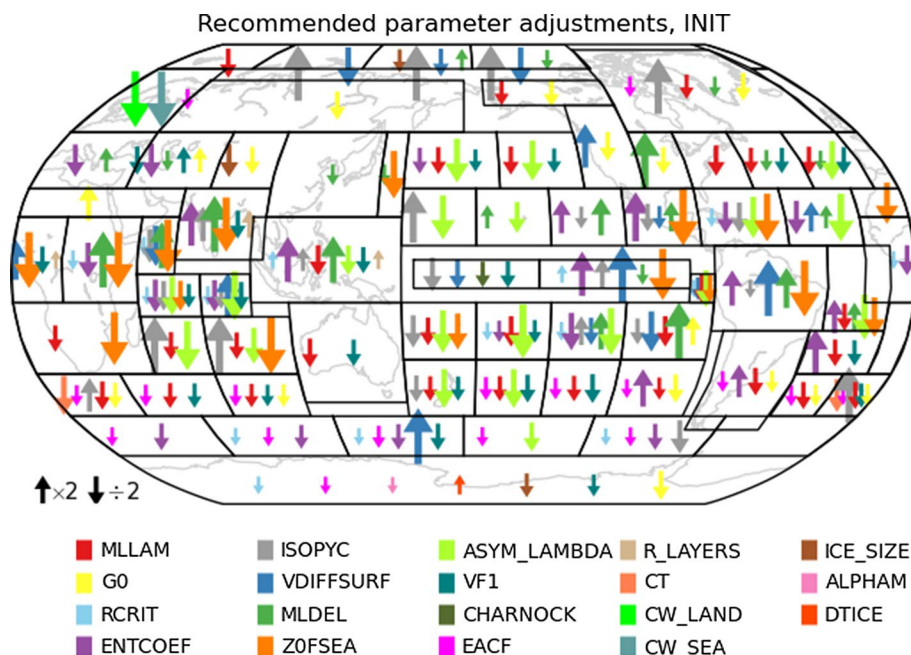 Recommended parameter adjustments, INIT
×2 ÷2
MLLAM ISOPYC ASYM_LAMBDA R_LAYERS ICE_SIZE
G0 VDIFFSURF VF1 CT ALPHAM
RCRIT MLDEL CHARNOCK CW_LAND DTICE
ENTCOEF Z0FSEA EACF CW_SEA